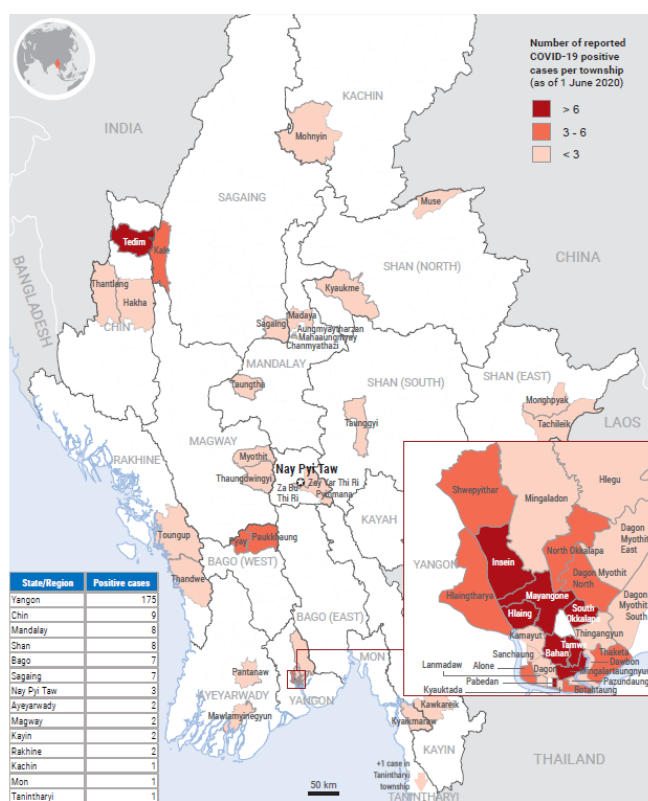 Number of reported
COVID-19 positive
cases per township
(as of 1 June 2020)
> 6
3 - 6
< 3
INDIA
KACHIN
Mohnyin
SAGAING
Muse
Tedim
Kale
BANGLADESH
SHAN (NORTH)
CHINA
Thantlang
Hakha
CHIN
Kyaukme
Madaya
Sagaing
Aungmyaytharzan
Mahaaungmyay
Chanmyathazi
MANDALAY
Taungtha
SHAN (SOUTH)
SHAN (EAST)
Monghpyak
Tachileik
LAOS
Taunggyi
MAGWAY
RAKHINE
Myothit
Thaungdwingyi
Nay Pyi Taw
Zay Yar Thi Ri
Za Bu
Thi Ri
Pyinmana
KAYAH
Toungup
Pyay
Paukkhaung
BAGO (WEST)
Thandwe
BAGO (EAST)
MON
Pantanaw
AYEYARWADY
YANGON
Mawlamyinegyun
Kawkareik
Kyaikmaraw
KAYIN
THAILAND
+1 case in
Tanintharyi
township
TANINTHARYI
50 km
Shwepyithar
Mingaladon
Hlegu
Insein
North Okkalapa
Dagon
Myothit
East
YANGON
Hlaingtharya
Mayangone
Dagon Myothit
North
Hlaing
South
Okkalapa
Dagon
Myothit
South
Kamayut
Thingangyun
Sanchaung
Bahan
Tamwe
Thaketa
Lanmadaw
Alone
Dagon
Dawbon
Mingalartaungnyunt
Pabedan
Pazundaung
Kyauktada
Botahtaung
State/Region Positive cases
Yangon 175
Chin 9
Mandalay 8
Shan 8
Bago 7
Sagaing 7
Nay Pyi Taw 3
Ayeyarwady 2
Magway 2
Kayin 2
Rakhine 2
Kachin 1
Mon 1
Tanintharyi 1